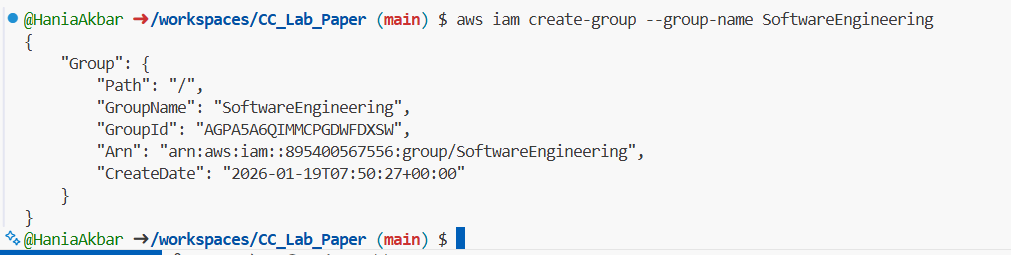 @HaniaAkbar ➜/workspaces/CC_Lab_Paper (main) $ aws iam create-group --group-name SoftwareEngineering
{
    "Group": {
        "Path": "/",
        "GroupName": "SoftwareEngineering",
        "GroupId": "AGPA5A6QIMMCPGDWFDXSW",
        "Arn": "arn:aws:iam::895400567556:group/SoftwareEngineering",
        "CreateDate": "2026-01-19T07:50:27+00:00"
    }
}
@HaniaAkbar ➜/workspaces/CC_Lab_Paper (main) $